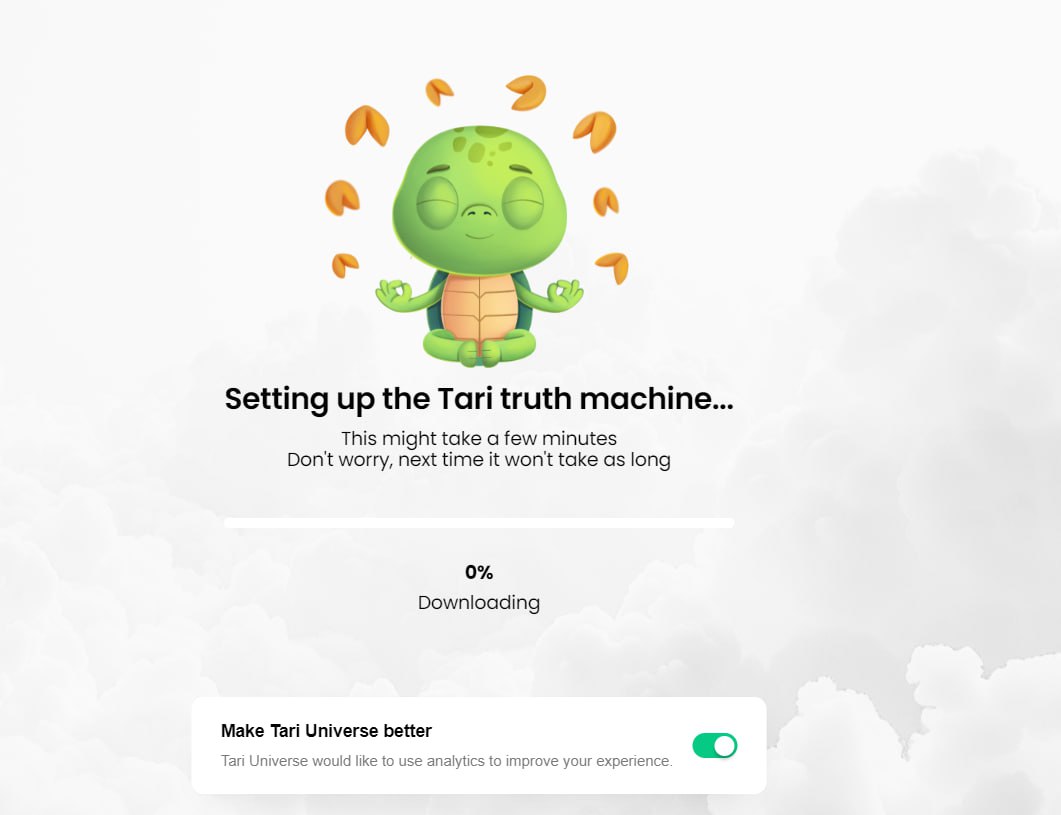 Setting up the Tari truth machine...
This might take a few minutes
Don't worry, next time it won't take as long
0%
Downloading
Make Tari Universe better
Tari Universe would like to use analytics to improve your experience.